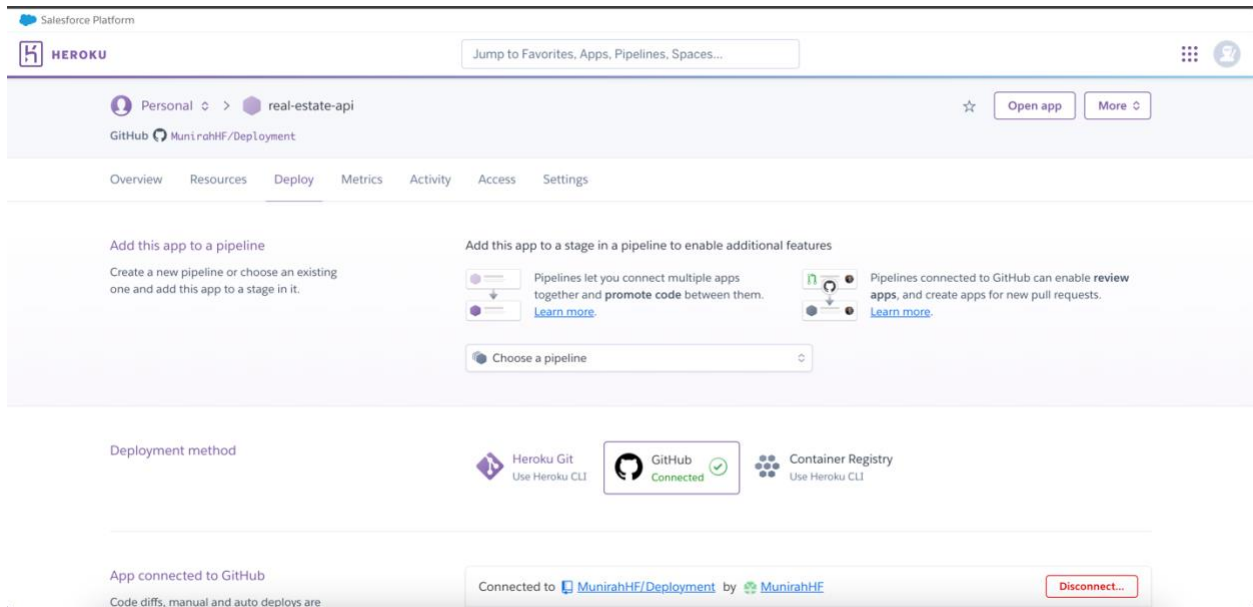 Salesforce Platform
HEROKU
Jump to Favorites, Apps, Pipelines, Spaces...
Personal > real-estate-api
Open app
More
GitHub MunirahHF/Deployment
Overview Resources Deploy Metrics Activity Access Settings
Add this app to a pipeline
Create a new pipeline or choose an existing
one and add this app to a stage in it.
Add this app to a stage in a pipeline to enable additional features
Pipelines let you connect multiple apps
together and promote code between them.
Learn more.
Pipelines connected to GitHub can enable review
apps, and create apps for new pull requests.
Learn more.
Choose a pipeline
Deployment method
Heroku Git
Use Heroku CLI
GitHub
Connected
Container Registry
Use Heroku CLI
App connected to GitHub
Code diffs, manual and auto deploys are
Connected to MunirahHF/Deployment by MunirahHF
Disconnect...